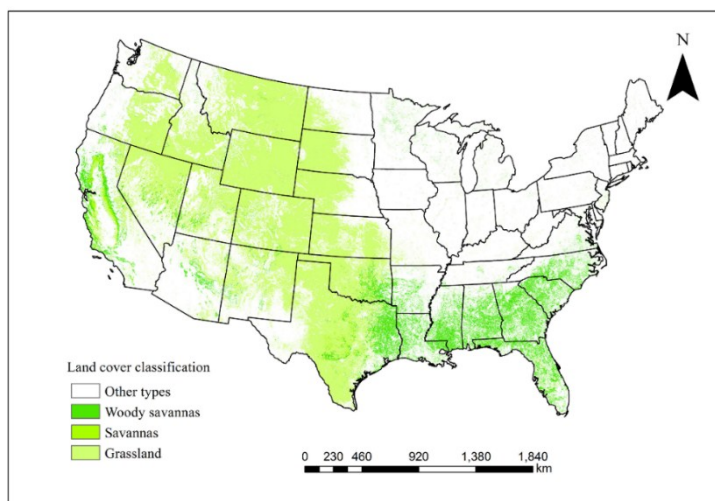 N
Land cover classification
Other types
Woody savannas
Savannas
Grassland
0 230 460 920 1,380 1,840
km